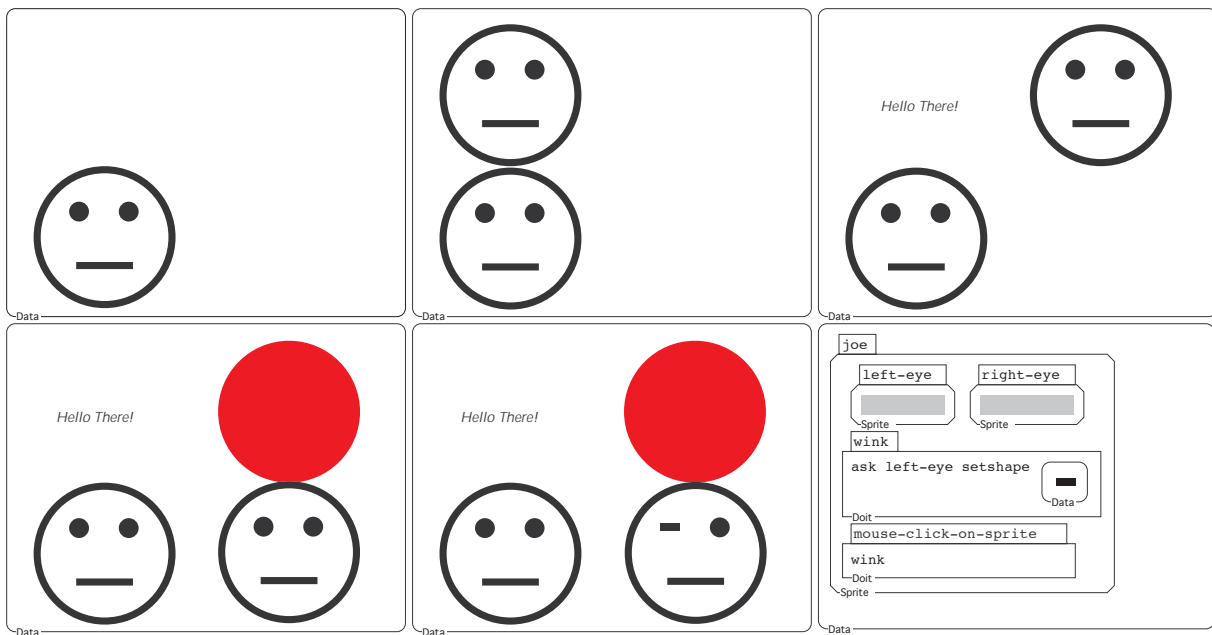 Data
Data
Hello There!
Data
Hello There!
Data
Hello There!
Data
joe
left-eye right-eye
Sprite Sprite
wink
ask left-eye setshape
Data
Doit
mouse-click-on-sprite
wink
Doit
Sprite
Data